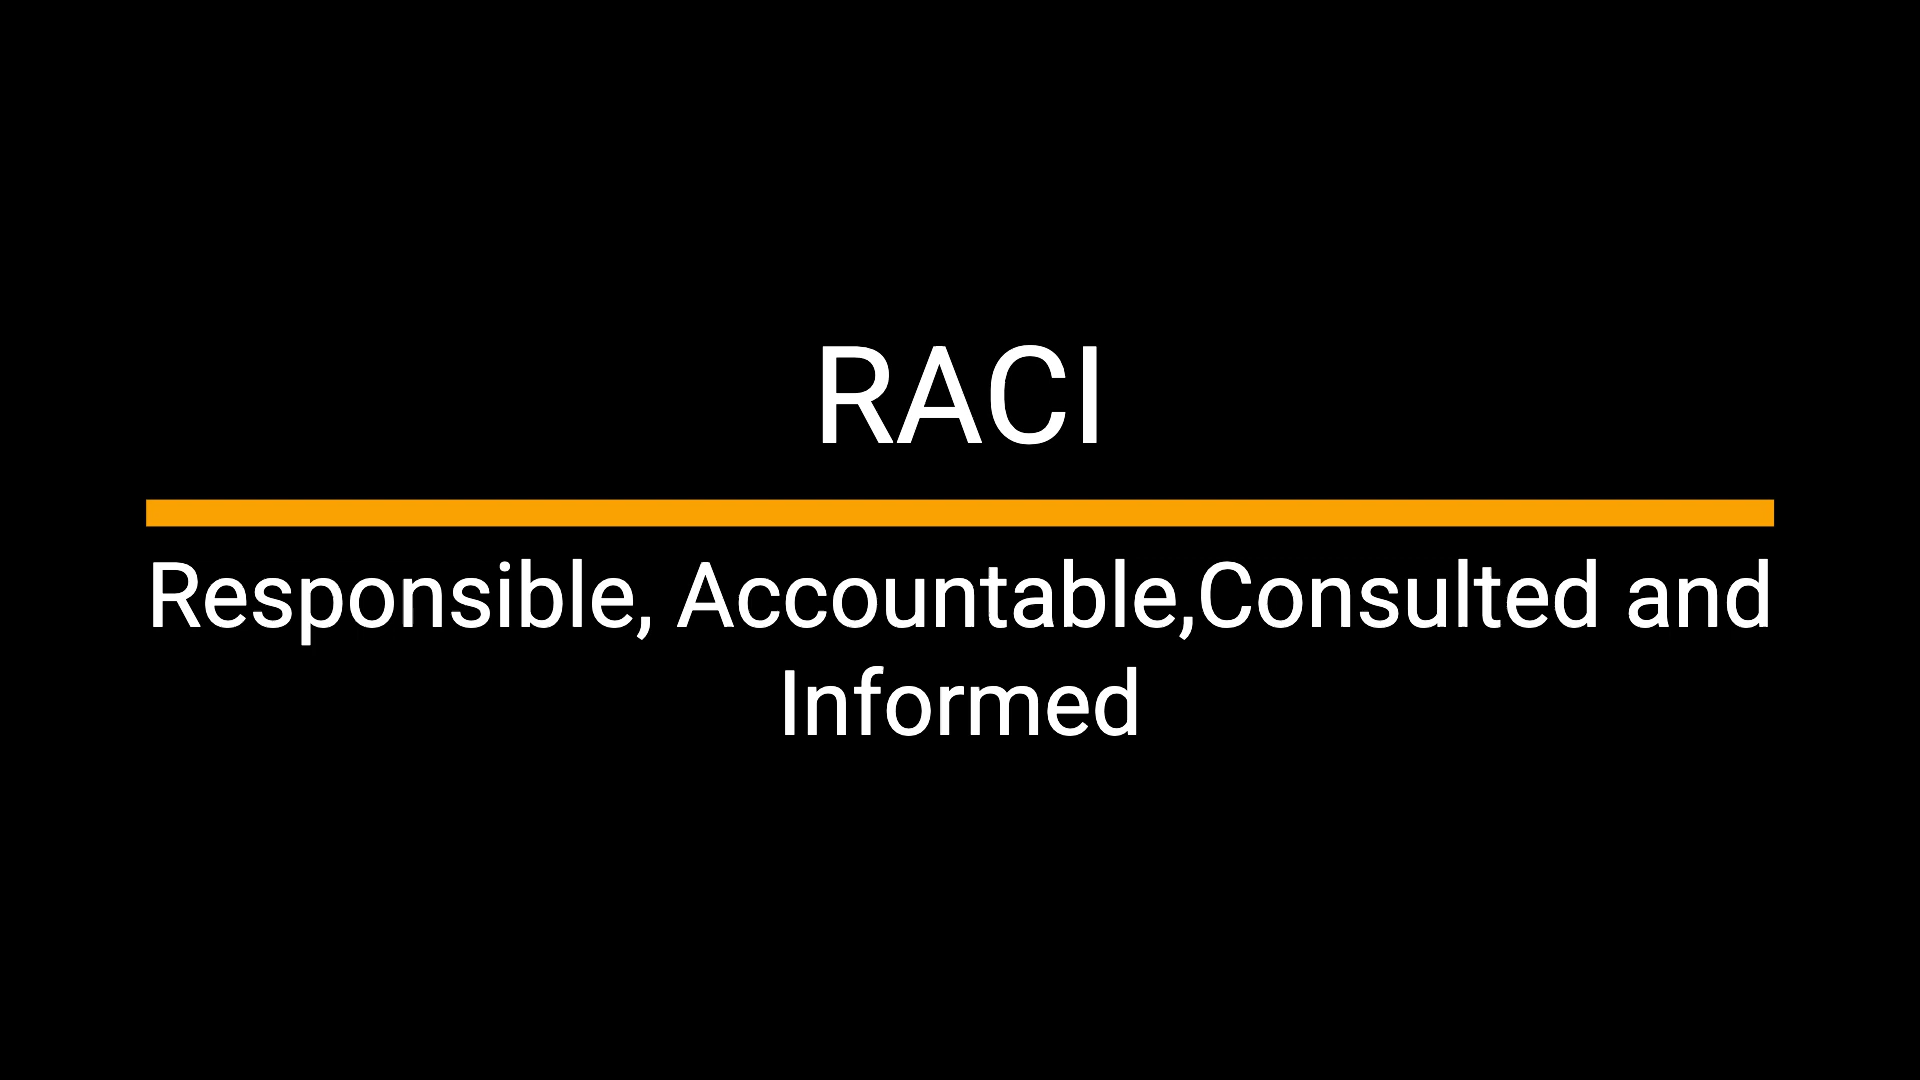 RACI
Responsible, Accountable,Consulted and
Informed